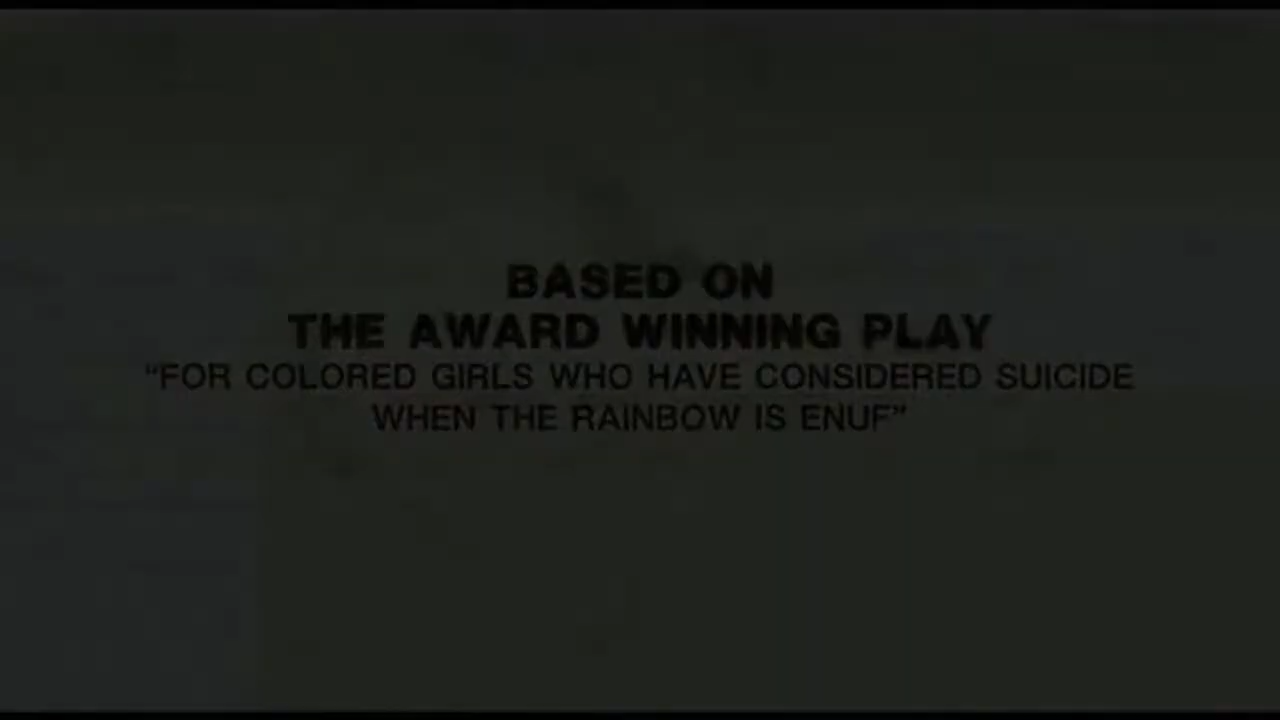 BASED ON
THE AWARD WINNING PLAY
“FOR COLORED GIRLS WHO HAVE CONSIDERED SUICIDE
WHEN THE RAINBOW IS ENUF”